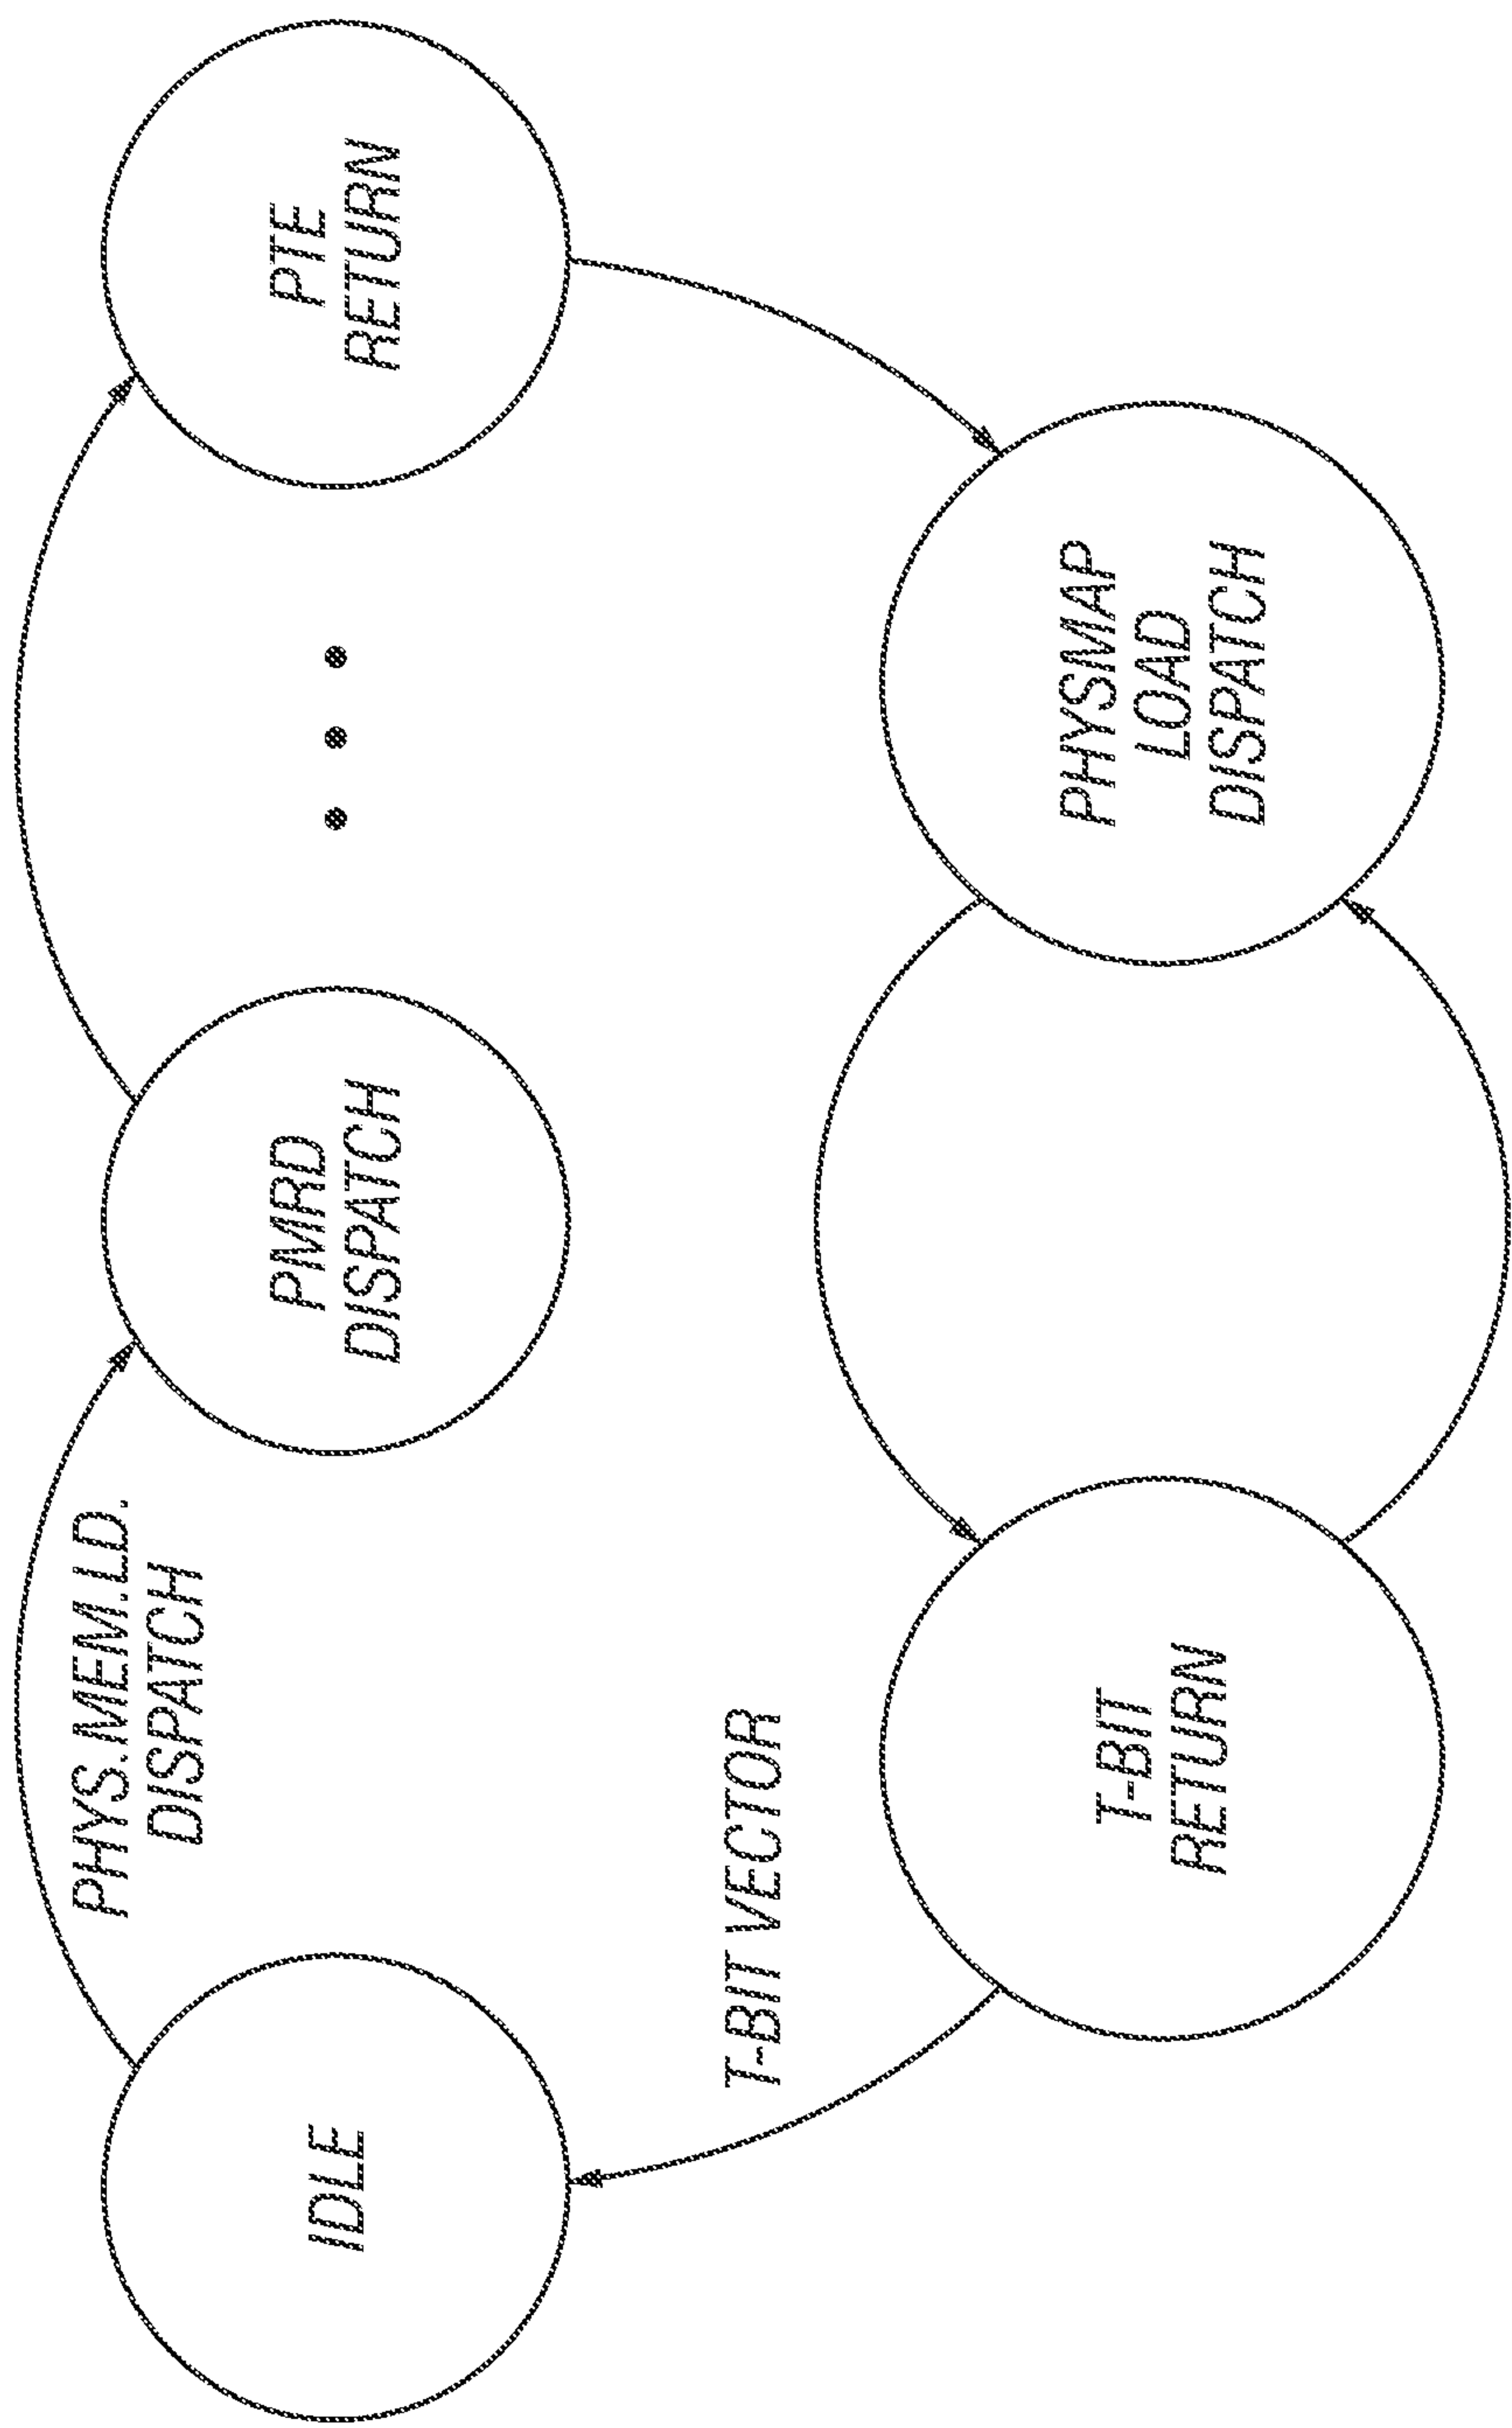 IDLE
PHYS.MEM.LD.
DISPATCH
PMRD
DISPATCH
PTE
RETURN
T-BIT VECTOR
T-BIT
RETURN
PHYSMAP
LOAD
DISPATCH